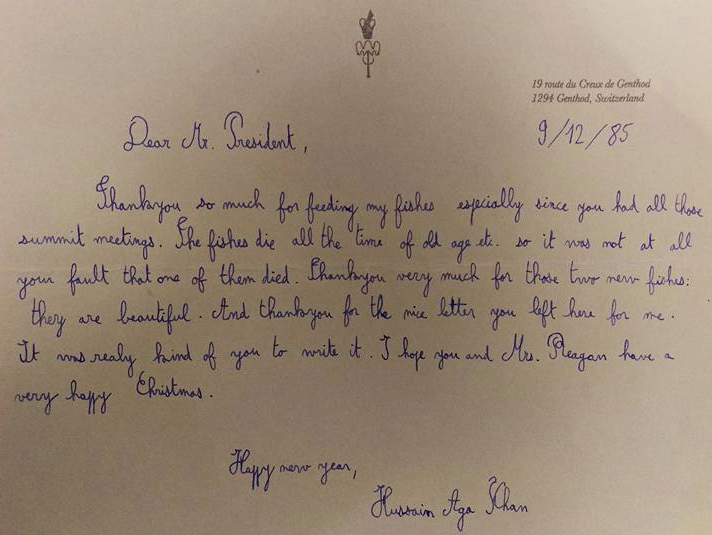 19 route du Creux de Genthod
1294 Genthod, Switzerland
9/12/85
Dear Mr. President,
Thankyou so much for feeding my fishes especially since you had all those
summit meetings. The fishes die all the time of old age etc. so it was not at all
your fault that one of them died. Thankyou very much for those two new fishes:
they are beautiful. And thankyou for the nice letter you left here for me.
It was realy kind of you to write it. I hope you and Mrs. Reagan have a
very happy Christmas.
Happy new year,
Hussain Aga Khan